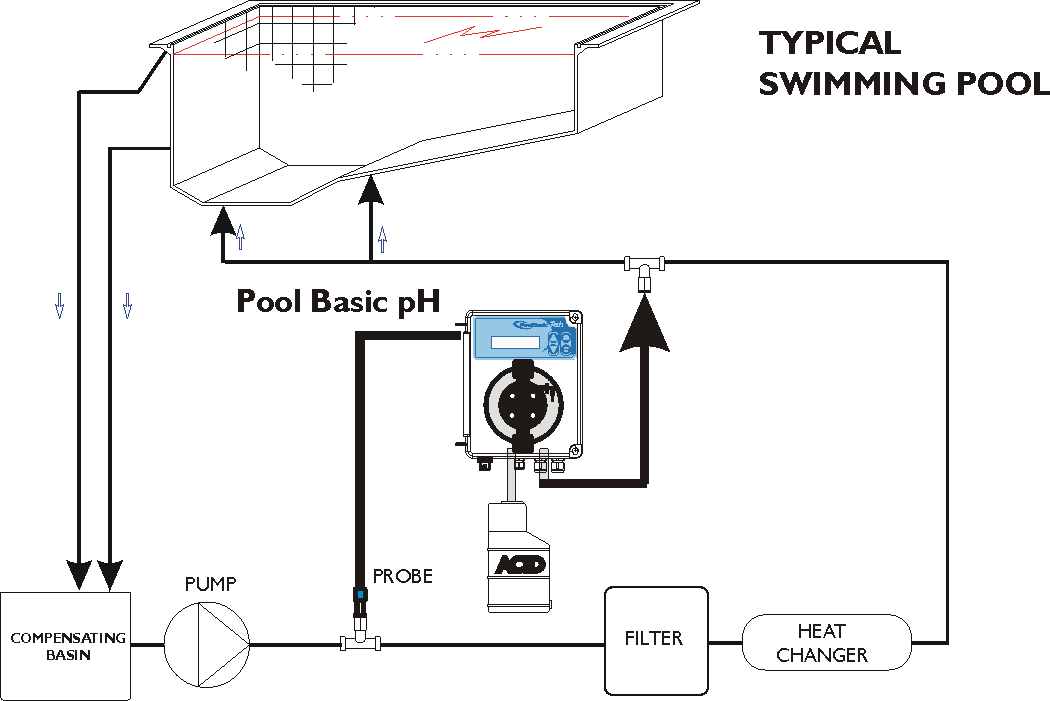 TYPICAL
SWIMMING POOL
Pool Basic pH
ACID
PROBE
PUMP
COMPENSATING
BASIN
FILTER
HEAT
CHANGER